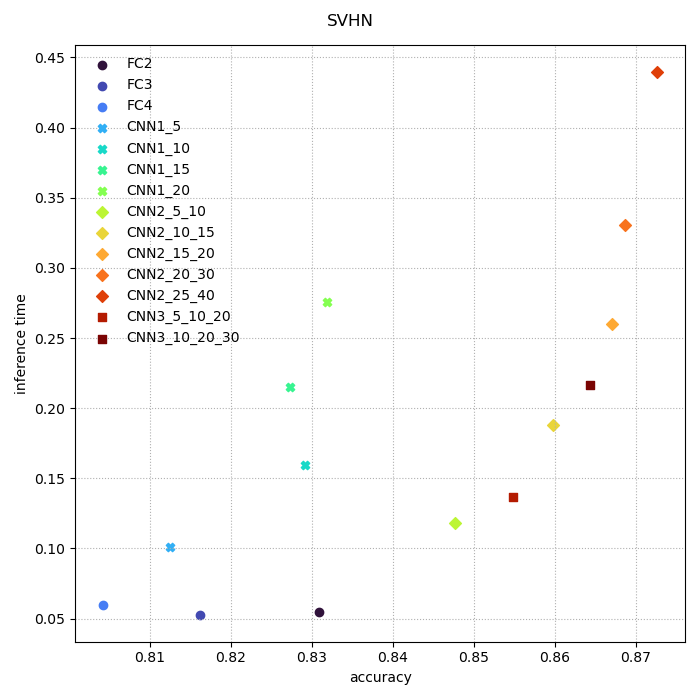 SVHN
inference time
0.45
0.40
0.35
0.30
0.25
0.20
0.15
0.10
0.05
FC2
FC3
FC4
CNN1_5
CNN1_10
CNN1_15
CNN1_20
CNN2_5_10
CNN2_10_15
CNN2_15_20
CNN2_20_30
CNN2_25_40
CNN3_5_10_20
CNN3_10_20_30
0.81 0.82 0.83 0.84 0.85 0.86 0.87
accuracy